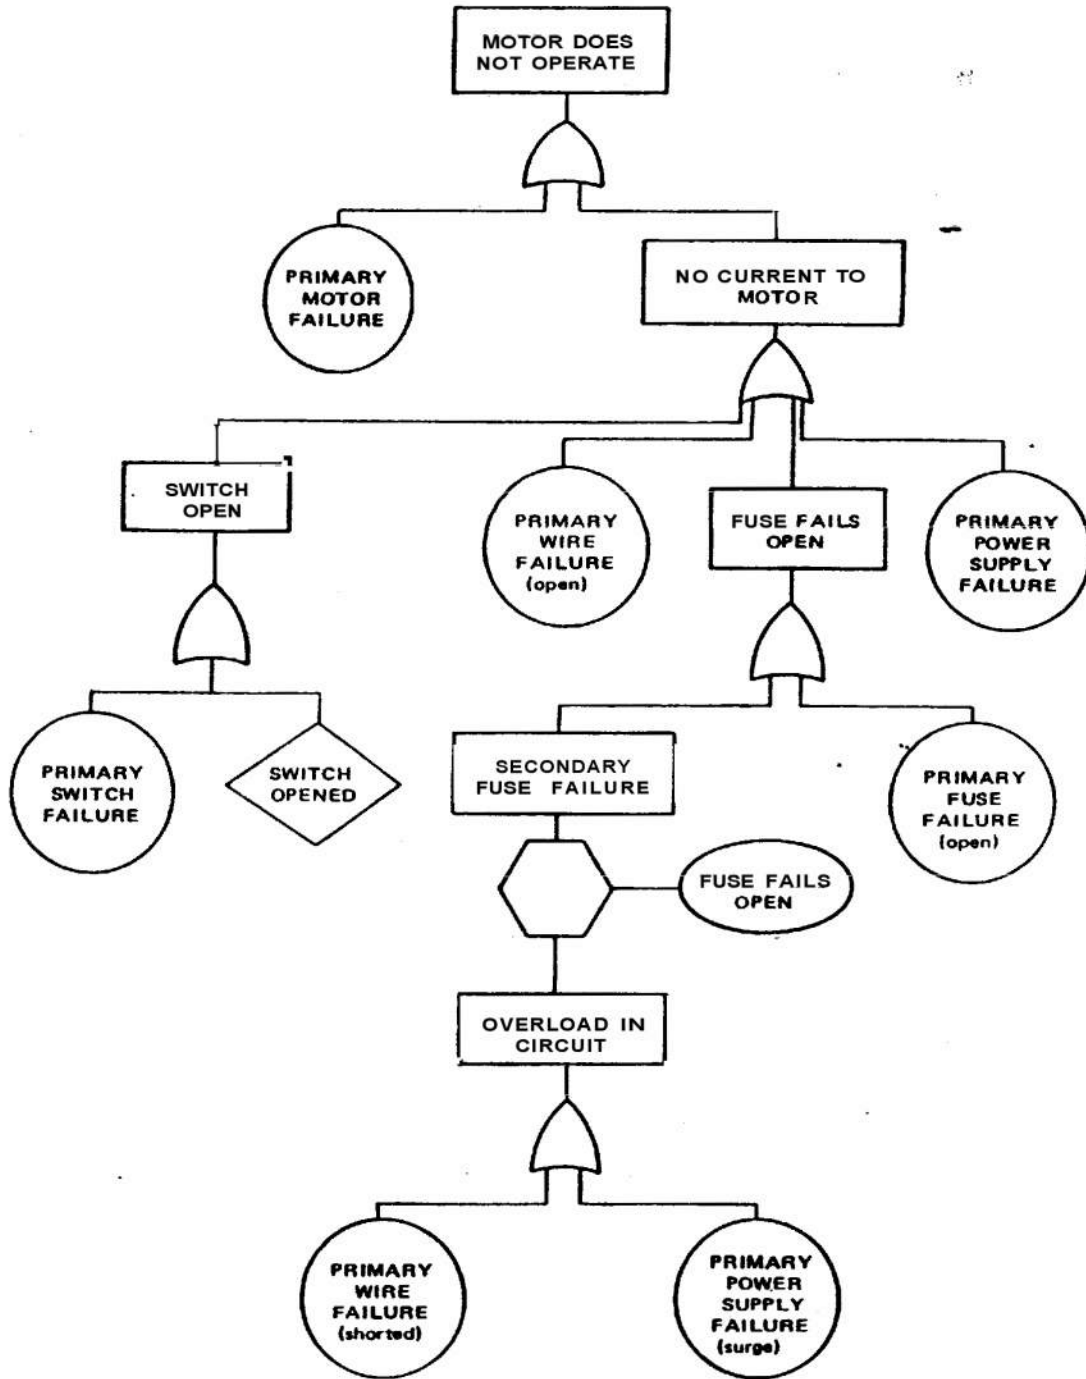 MOTOR DOES
NOT OPERATE
PRIMARY
MOTOR
FAILURE
NO CURRENT TO
MOTOR
SWITCH
OPEN
PRIMARY
WIRE
FAILURE
(open)
FUSE FAILS
OPEN
PRIMARY
POWER
SUPPLY
FAILURE
PRIMARY
SWITCH
FAILURE
SWITCH
OPENED
SECONDARY
FUSE FAILURE
PRIMARY
FUSE
FAILURE
(open)
FUSE FAILS
OPEN
OVERLOAD IN
CIRCUIT
PRIMARY
WIRE
FAILURE
(shorted)
PRIMARY
POWER
SUPPLY
FAILURE
(surge)